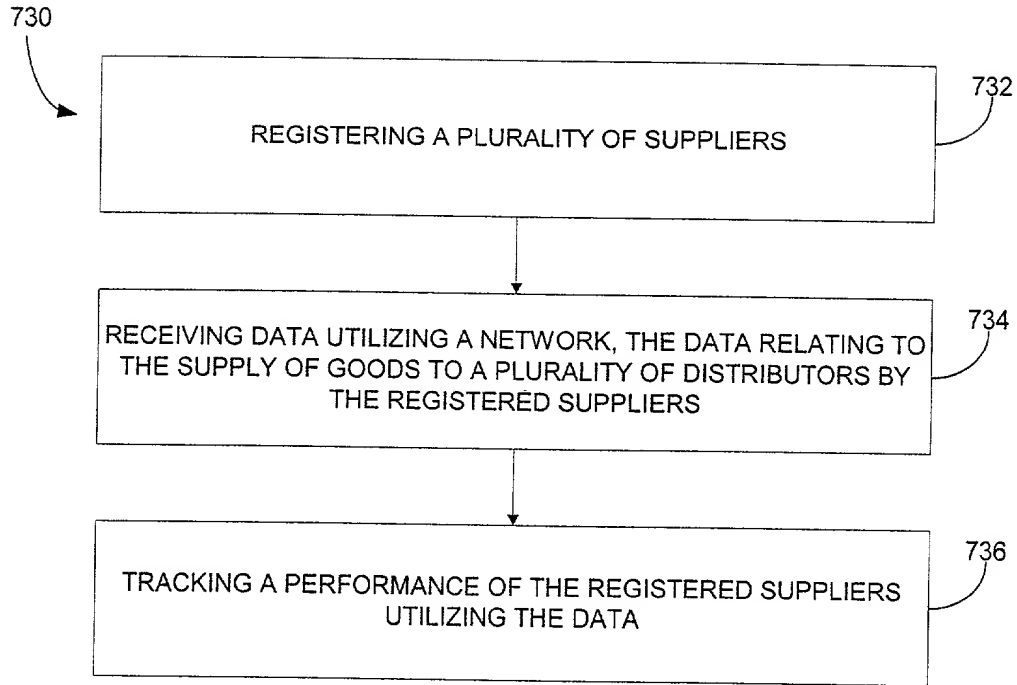 730
732
REGISTERING A PLURALITY OF SUPPLIERS
734
RECEIVING DATA UTILIZING A NETWORK, THE DATA RELATING TO
THE SUPPLY OF GOODS TO A PLURALITY OF DISTRIBUTORS BY
THE REGISTERED SUPPLIERS
736
TRACKING A PERFORMANCE OF THE REGISTERED SUPPLIERS
UTILIZING THE DATA